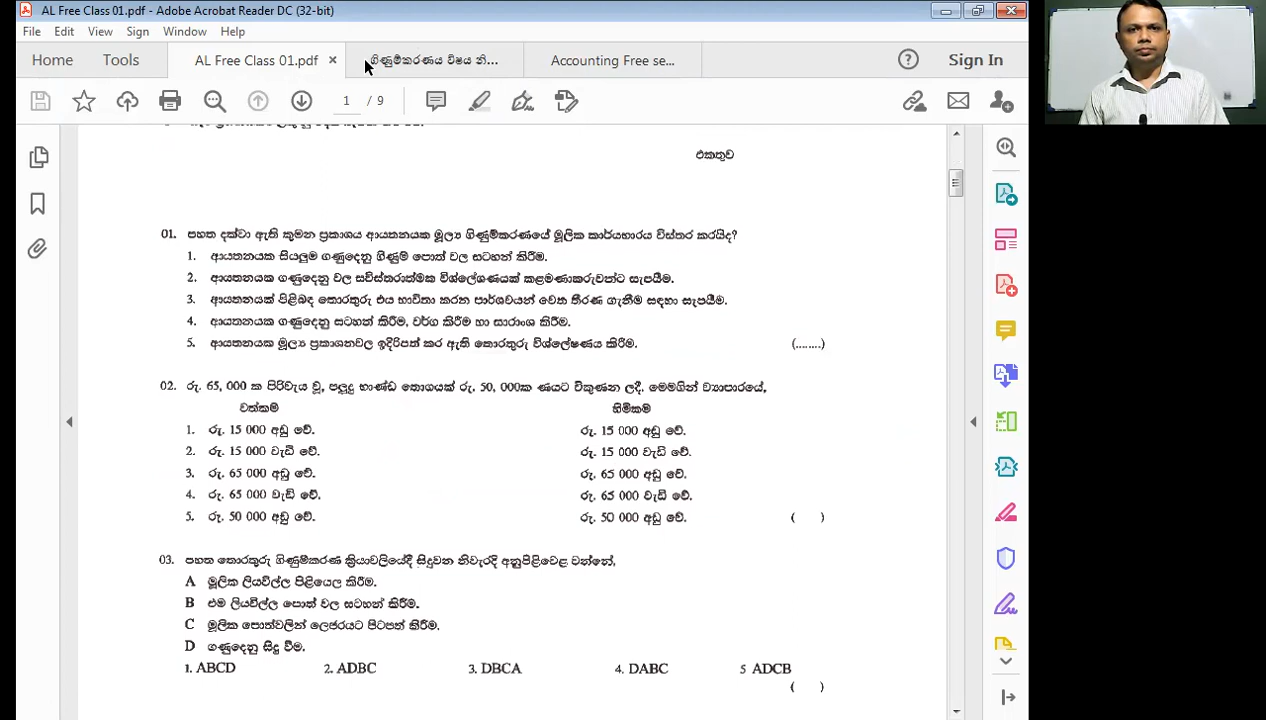 AL Free Class 01.pdf - Adobe Acrobat Reader DC (32-bit)
File Edit View Sign Window Help
Home Tools AL Free Class 01.pdf × ගිණුම්කරණය විෂය නි... Accounting Free se... Sign In
1 / 9
එකතුව
01. පහත දක්වා ඇති කුමන ප්‍රකාශය ආයතනයක මූල්‍ය ගිණුම්කරණයේ මූලික කාර්යභාරය විස්තර කරයිද?
1. ආයතනයක සියලුම ගණුදෙනු ගිණුම් පොත් වල සටහන් කිරීම.
2. ආයතනයක ගණුදෙනු වල සවිස්තරාත්මක විශ්ලේශණයක් කළමණාකරුවන්ට සැපයීම.
3. ආයතනයක් පිළිබඳ තොරතුරු එය භාවිතා කරන පාර්ශවයන් වෙත තීරණ ගැනීම සඳහා සැපයීම.
4. ආයතනයක ගණුදෙනු සටහන් කිරීම, වර්ග කිරීම හා සාරාංශ කිරීම.
5. ආයතනයක මූල්‍ය ප්‍රකාශනවල ඉදිරිපත් කර ඇති තොරතුරු විශ්ලේෂණය කිරීම. (........)
02. රු. 65, 000 ක පිරිවැය වූ, පලුදු භාණ්ඩ තොගයක් රු. 50, 000ක ණයට විකුණන ලදී. මෙමගින් ව්‍යාපාරයේ,
වත්කම් හිමිකම්
1. රු. 15 000 අඩු වේ. රු. 15 000 අඩු වේ.
2. රු. 15 000 වැඩි වේ. රු. 15 000 වැඩි වේ.
3. රු. 65 000 අඩු වේ. රු. 65 000 අඩු වේ.
4. රු. 65 000 වැඩි වේ. රු. 65 000 වැඩි වේ.
5. රු. 50 000 අඩු වේ. රු. 50 000 අඩු වේ. ( )
03. පහත තොරතුරු ගිණුම්කරණ ක්‍රියාවලියේදී සිදුවන නිවැරදි අනුපිළිවෙළ වන්නේ,
A මූලික ලියවිල්ල පිළියෙල කිරීම.
B එම ලියවිල්ල පොත් වල සටහන් කිරීම.
C මූලික පොත්වලින් ලෙජරයට පිටපත් කිරීම.
D ගණුදෙනු සිදු වීම.
1. ABCD 2. ADBC 3. DBCA 4. DABC 5 ADCB
( )